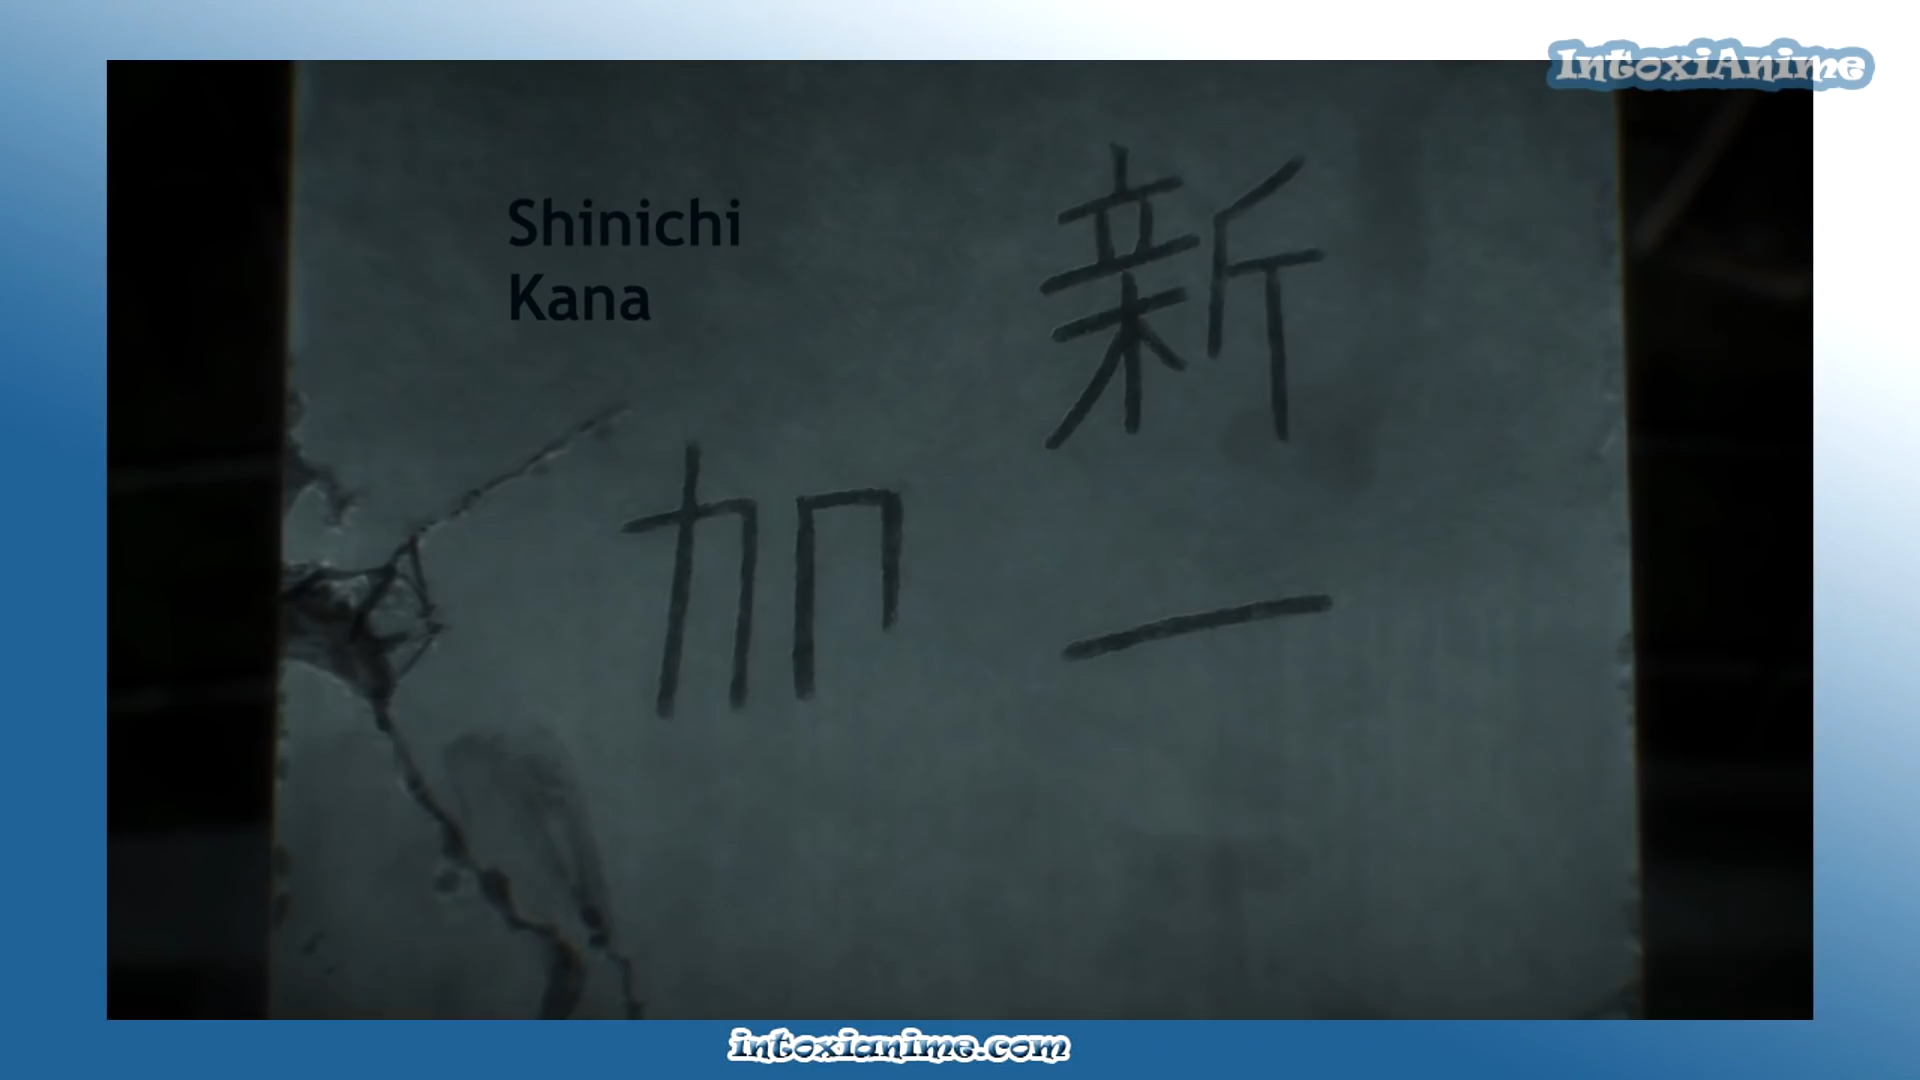 IntoxiAnime
Shinichi
Kana
新一
加
intoxianime.com